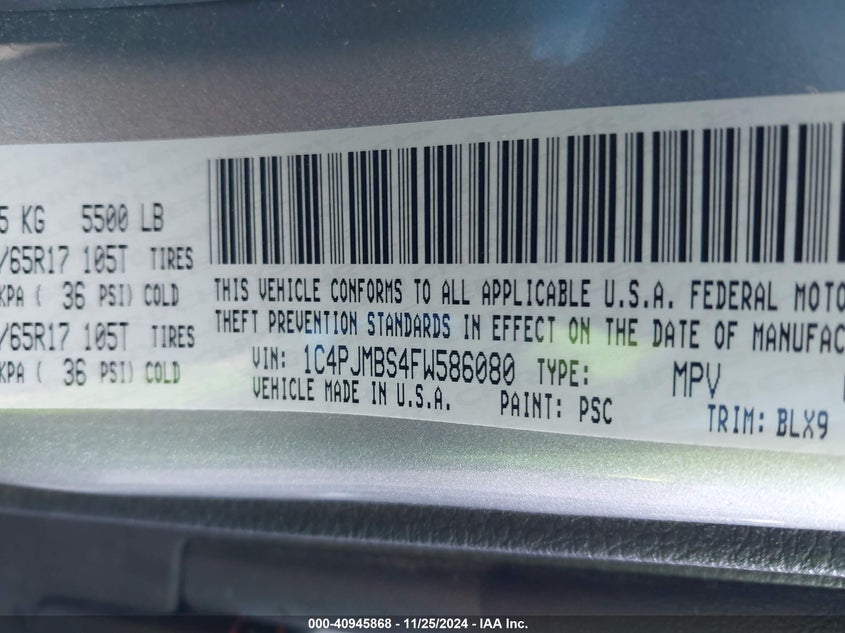 5 KG 5500 LB
/65R17 105T TIRES
KPA ( 36 PSI) COLD
/65R17 105T TIRES
KPA ( 36 PSI) COLD
THIS VEHICLE CONFORMS TO ALL APPLICABLE U.S.A. FEDERAL MOTO
THEFT PREVENTION STANDARDS IN EFFECT ON THE DATE OF MANUFAC
VIN: 1C4PJMBS4FW586080 TYPE: MPV
VEHICLE MADE IN U.S.A. PAINT: PSC TRIM: BLX9
000-40945868 - 11/25/2024 - IAA Inc.